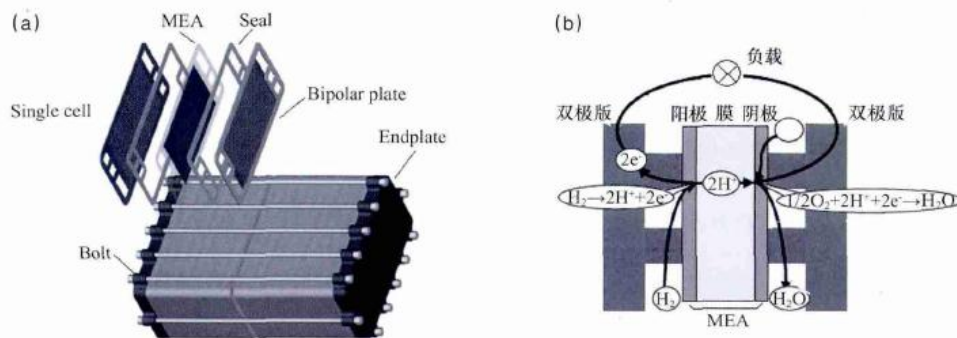 (a)
MEA
Seal
Single cell
Bipolar plate
Endplate
Bolt
(b)
负载
双极版
阳极 膜 阴极
双极版
2e⁻
2H⁺
H₂→2H⁺+2e⁻
1/2O₂+2H⁺+2e⁻→H₂O
H₂
H₂O
MEA